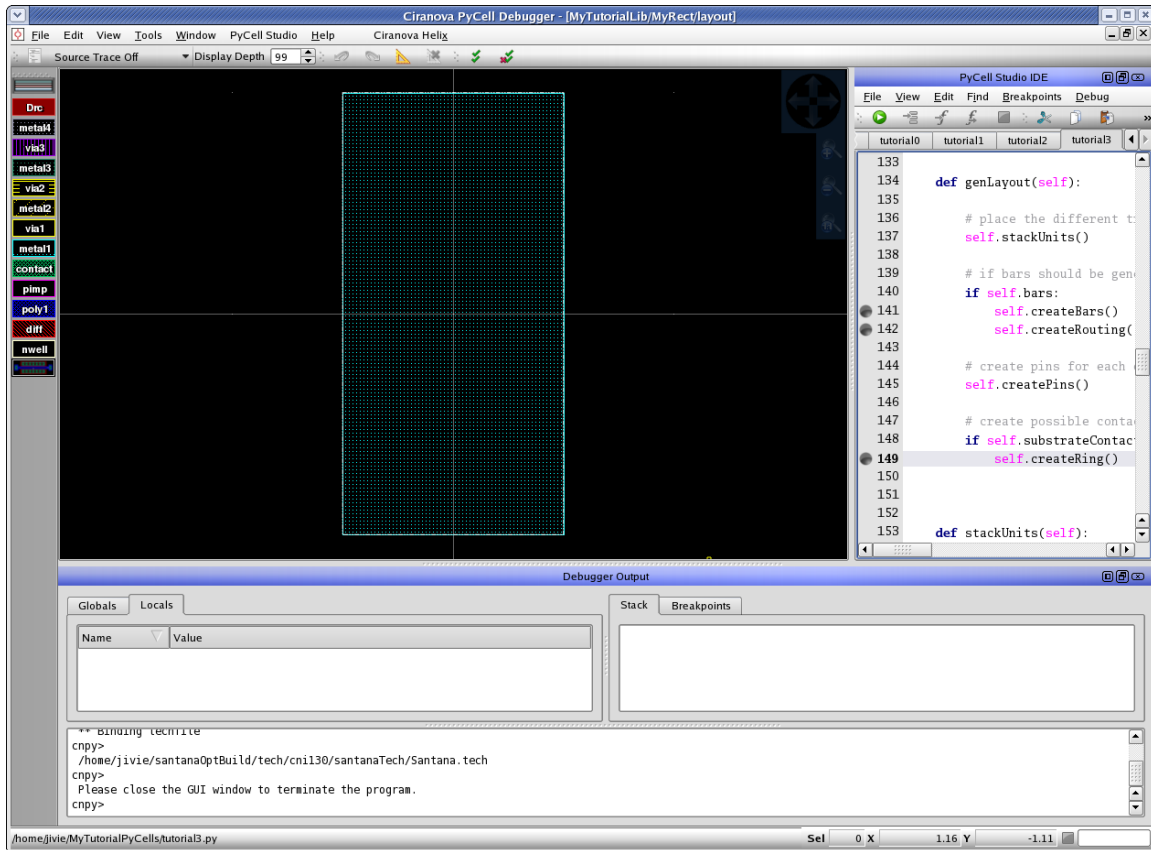 Ciranova PyCell Debugger - [MyTutorialLib/MyRect/layout]
File Edit View Tools Window PyCell Studio Help Ciranova Helix
Source Trace Off Display Depth 99
Drc
metal4
via3
metal3
via2
metal2
via1
metal1
contact
pimp
poly1
diff
nwell
PyCell Studio IDE
File View Edit Find Breakpoints Debug
»
tutorial0 tutorial1 tutorial2 tutorial3
133
134 def genLayout(self):
135
136 # place the different t
137 self.stackUnits()
138
139 # if bars should be gen
140 if self.bars:
141 self.createBars()
142 self.createRouting(
143
144 # create pins for each
145 self.createPins()
146
147 # create possible conta
148 if self.substrateContac
149 self.createRing()
150
151
152
153 def stackUnits(self):
Debugger Output
Globals Locals
Name Value
Stack Breakpoints
** Binding techfile
cnpy>
/home/jivie/santanaOptBuild/tech/cni130/santanaTech/Santana.tech
cnpy>
Please close the GUI window to terminate the program.
cnpy>
/home/jivie/MyTutorialPyCells/tutorial3.py Sel 0 X 1.16 Y -1.11